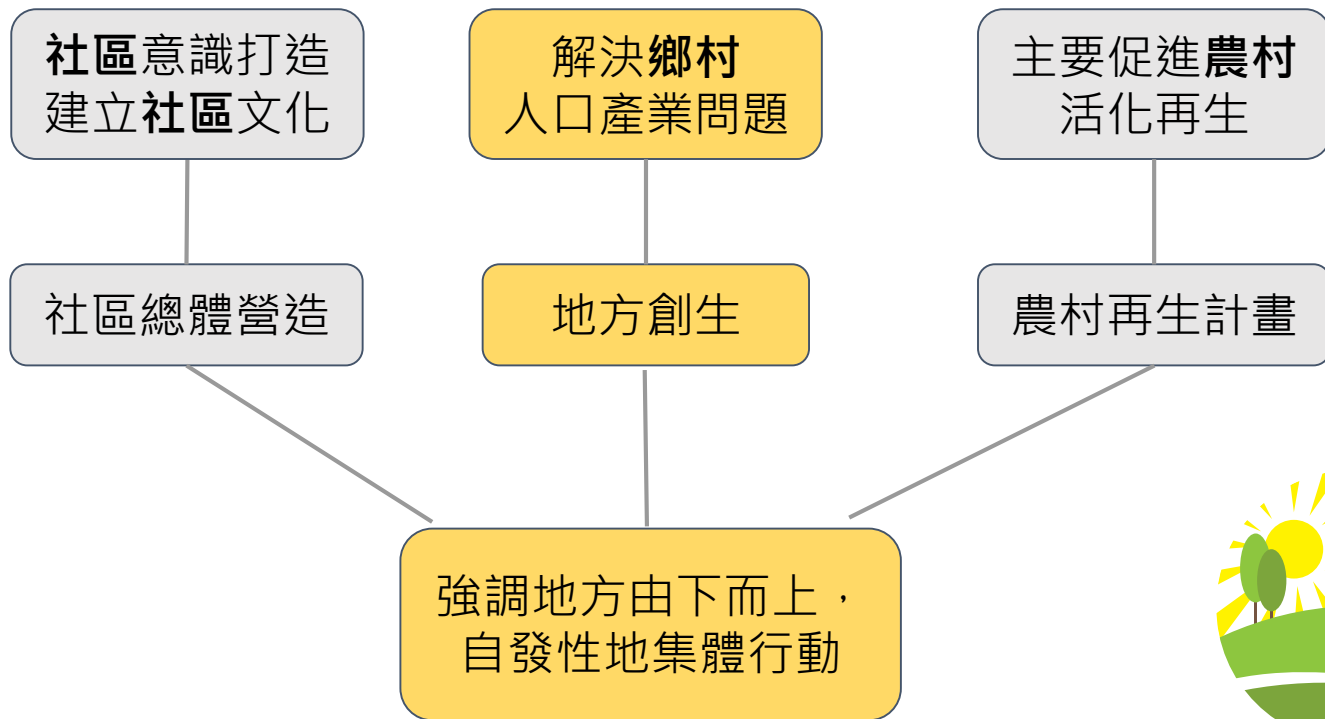 社區意識打造
建立社區文化
解決鄉村
人口產業問題
主要促進農村
活化再生
社區總體營造
地方創生
農村再生計畫
強調地方由下而上，
自發性地集體行動